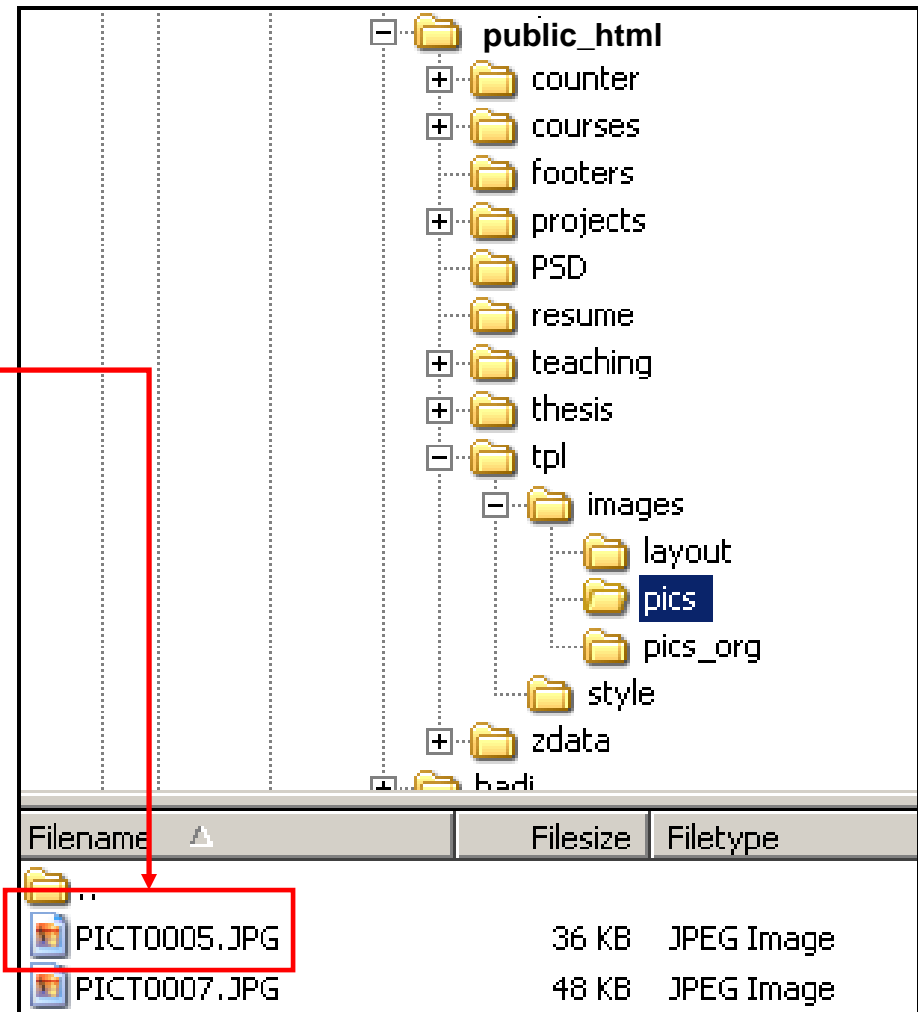 public_html
counter
courses
footers
projects
PSD
resume
teaching
thesis
tpl
images
layout
pics
pics_org
style
zdata
Filename Filesize Filetype
..
PICT0005.JPG 36 KB JPEG Image
PICT0007.JPG 48 KB JPEG Image